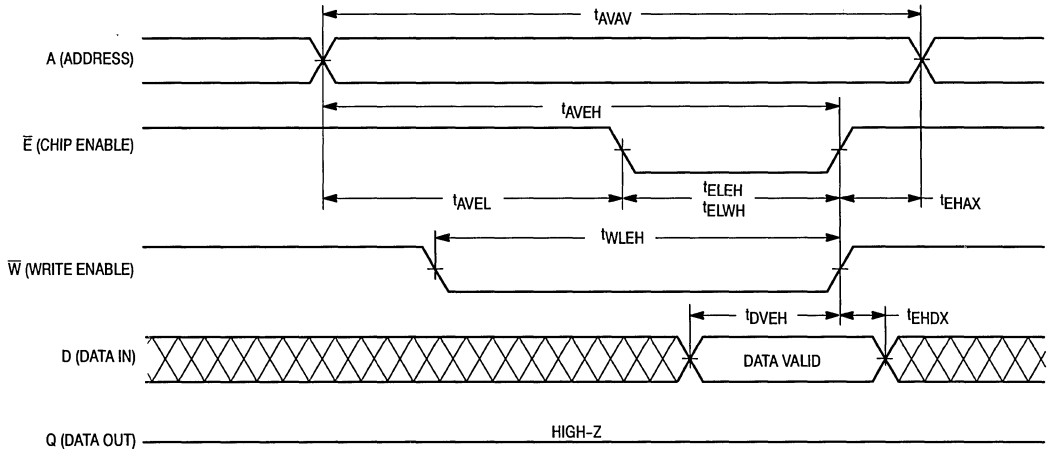 tAVAV
A (ADDRESS)
tAVEH
E̅ (CHIP ENABLE)
tAVEL
tELEH
tELWH
tEHAX
tWLEH
W̅ (WRITE ENABLE)
tDVEH
tEHDX
D (DATA IN)
DATA VALID
Q (DATA OUT)
HIGH-Z